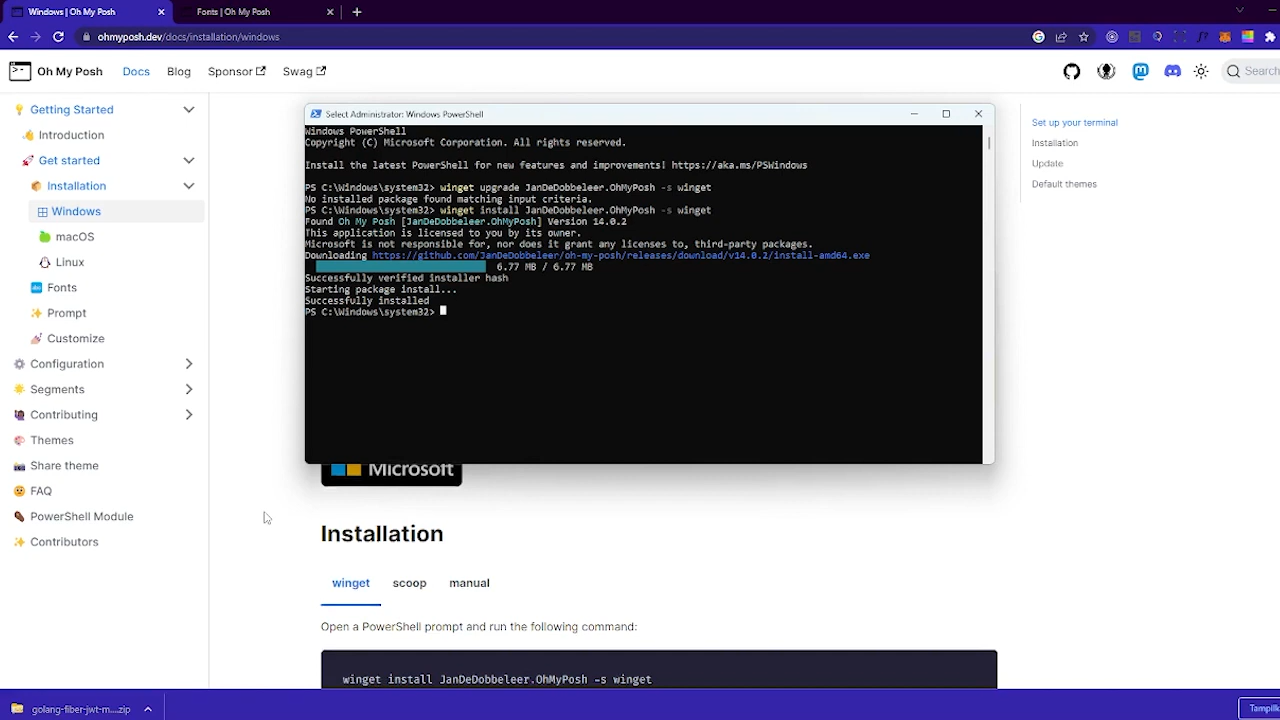 Windows | Oh My Posh
Fonts | Oh My Posh
ohmyposh.dev/docs/installation/windows
Oh My Posh
Docs
Blog
Sponsor
Swag
Search
Getting Started
Introduction
Get started
Installation
Windows
macOS
Linux
Fonts
Prompt
Customize
Configuration
Segments
Contributing
Themes
Share theme
FAQ
PowerShell Module
Contributors
Select Administrator: Windows PowerShell
Windows PowerShell
Copyright (C) Microsoft Corporation. All rights reserved.
Install the latest PowerShell for new features and improvements! https://aka.ms/PSWindows
PS C:\Windows\system32> winget upgrade JanDeDobbeleer.OhMyPosh -s winget
No installed package found matching input criteria.
PS C:\Windows\system32> winget install JanDeDobbeleer.OhMyPosh -s winget
Found Oh My Posh [JanDeDobbeleer.OhMyPosh] Version 14.0.2
This application is licensed to you by its owner.
Microsoft is not responsible for, nor does it grant any licenses to, third-party packages.
Downloading https://github.com/JanDeDobbeleer/oh-my-posh/releases/download/v14.0.2/install-amd64.exe
6.77 MB / 6.77 MB
Successfully verified installer hash
Starting package install...
Successfully installed
PS C:\Windows\system32>
Microsoft
Installation
winget
scoop
manual
Open a PowerShell prompt and run the following command:
winget install JanDeDobbeleer.OhMyPosh -s winget
Set up your terminal
Installation
Update
Default themes
golang-fiber-jwt-m....zip
Tampilk